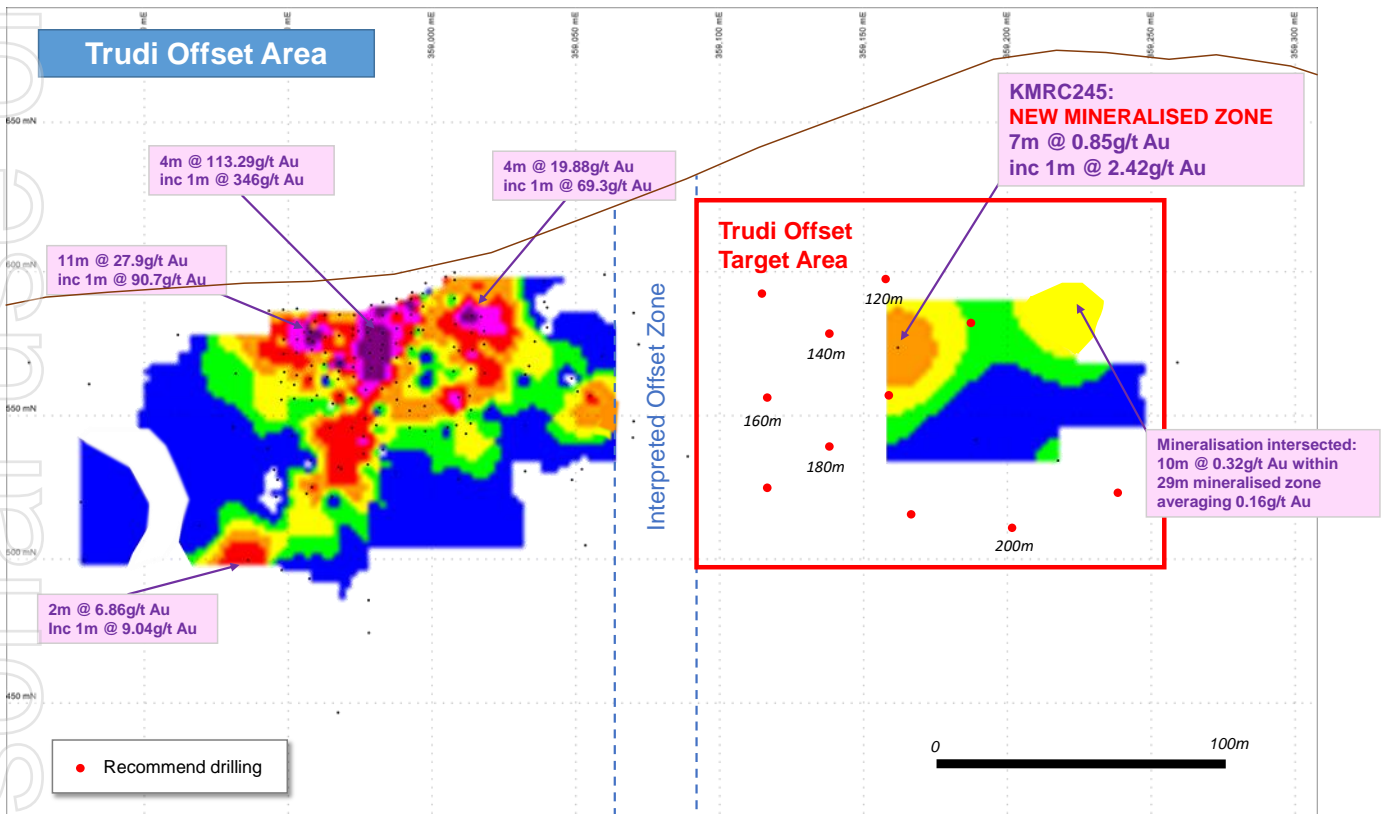 Trudi Offset Area
359,000 mE
359,050 mE
359,100 mE
359,150 mE
359,200 mE
359,250 mE
359,300 mE
650 mN
600 mN
550 mN
500 mN
450 mN
4m @ 113.29g/t Au
inc 1m @ 346g/t Au
4m @ 19.88g/t Au
inc 1m @ 69.3g/t Au
11m @ 27.9g/t Au
inc 1m @ 90.7g/t Au
2m @ 6.86g/t Au
Inc 1m @ 9.04g/t Au
Interpreted Offset Zone
KMRC245:
NEW MINERALISED ZONE
7m @ 0.85g/t Au
inc 1m @ 2.42g/t Au
Trudi Offset
Target Area
120m
140m
160m
180m
200m
Mineralisation intersected:
10m @ 0.32g/t Au within
29m mineralised zone
averaging 0.16g/t Au
Recommend drilling
0
100m